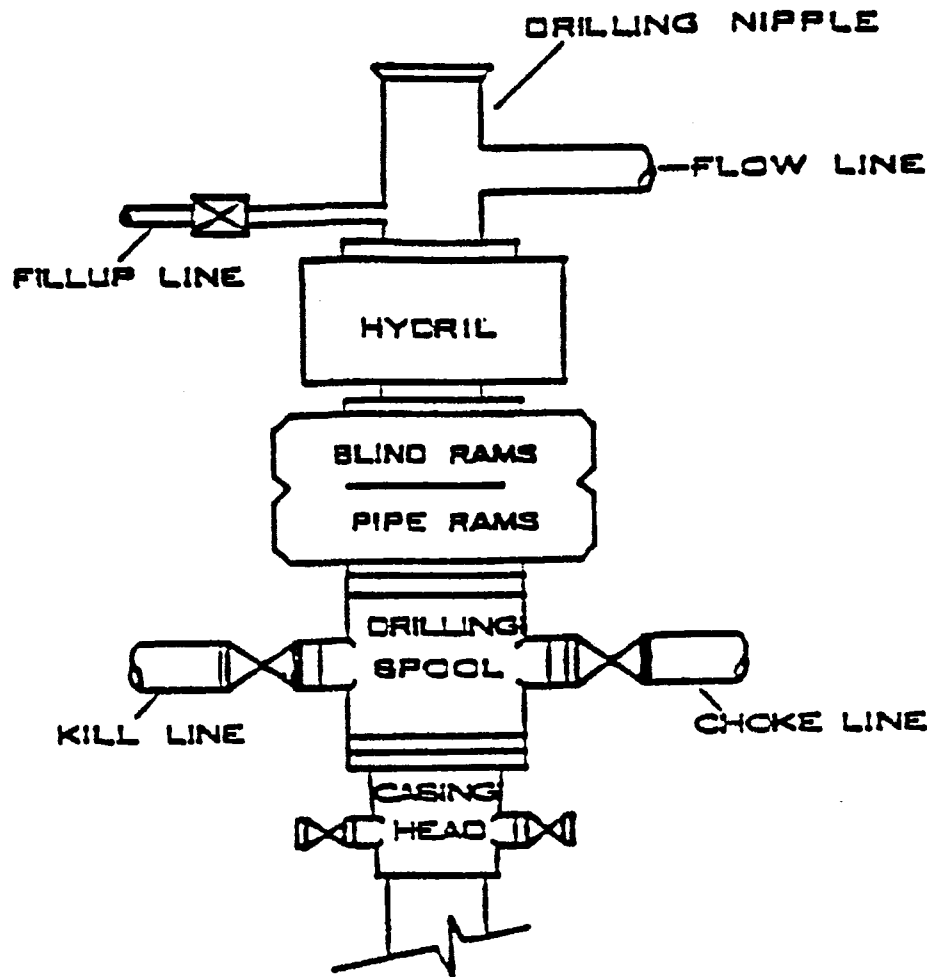 DRILLING NIPPLE
FLOW LINE
FILLUP LINE
HYDRIL
BLIND RAMS
PIPE RAMS
DRILLING
SPOOL
KILL LINE
CHOKE LINE
CASING
HEAD